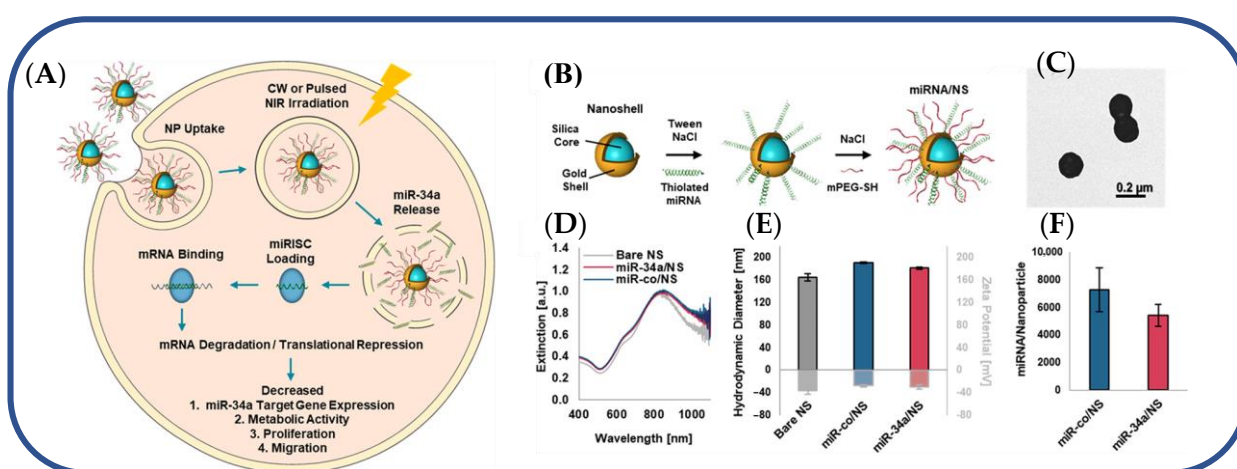 (A)
CW or Pulsed
NIR Irradiation
NP Uptake
miR-34a
Release
miRISC
Loading
mRNA Binding
mRNA Degradation / Translational Repression
Decreased
1. miR-34a Target Gene Expression
2. Metabolic Activity
3. Proliferation
4. Migration
(B)
Nanoshell
Silica
Core
Gold
Shell
Tween
NaCl
Thiolated
miRNA
NaCl
mPEG-SH
miRNA/NS
(C)
0.2 µm
(D)
Bare NS
miR-34a/NS
miR-co/NS
Extinction [a.u.]
1.4
1.2
1.0
0.8
0.6
0.4
0.2
0.0
400 600 800 1000
Wavelength [nm]
(E)
Hydrodynamic Diameter [nm]
200
160
120
80
40
0
−40
−80
Zeta Potential [mV]
200
160
120
80
40
0
−40
−80
Bare NS
miR-co/NS
miR-34a/NS
(F)
miRNA/Nanoparticle
10,000
8000
6000
4000
2000
0
miR-co/NS
miR-34a/NS